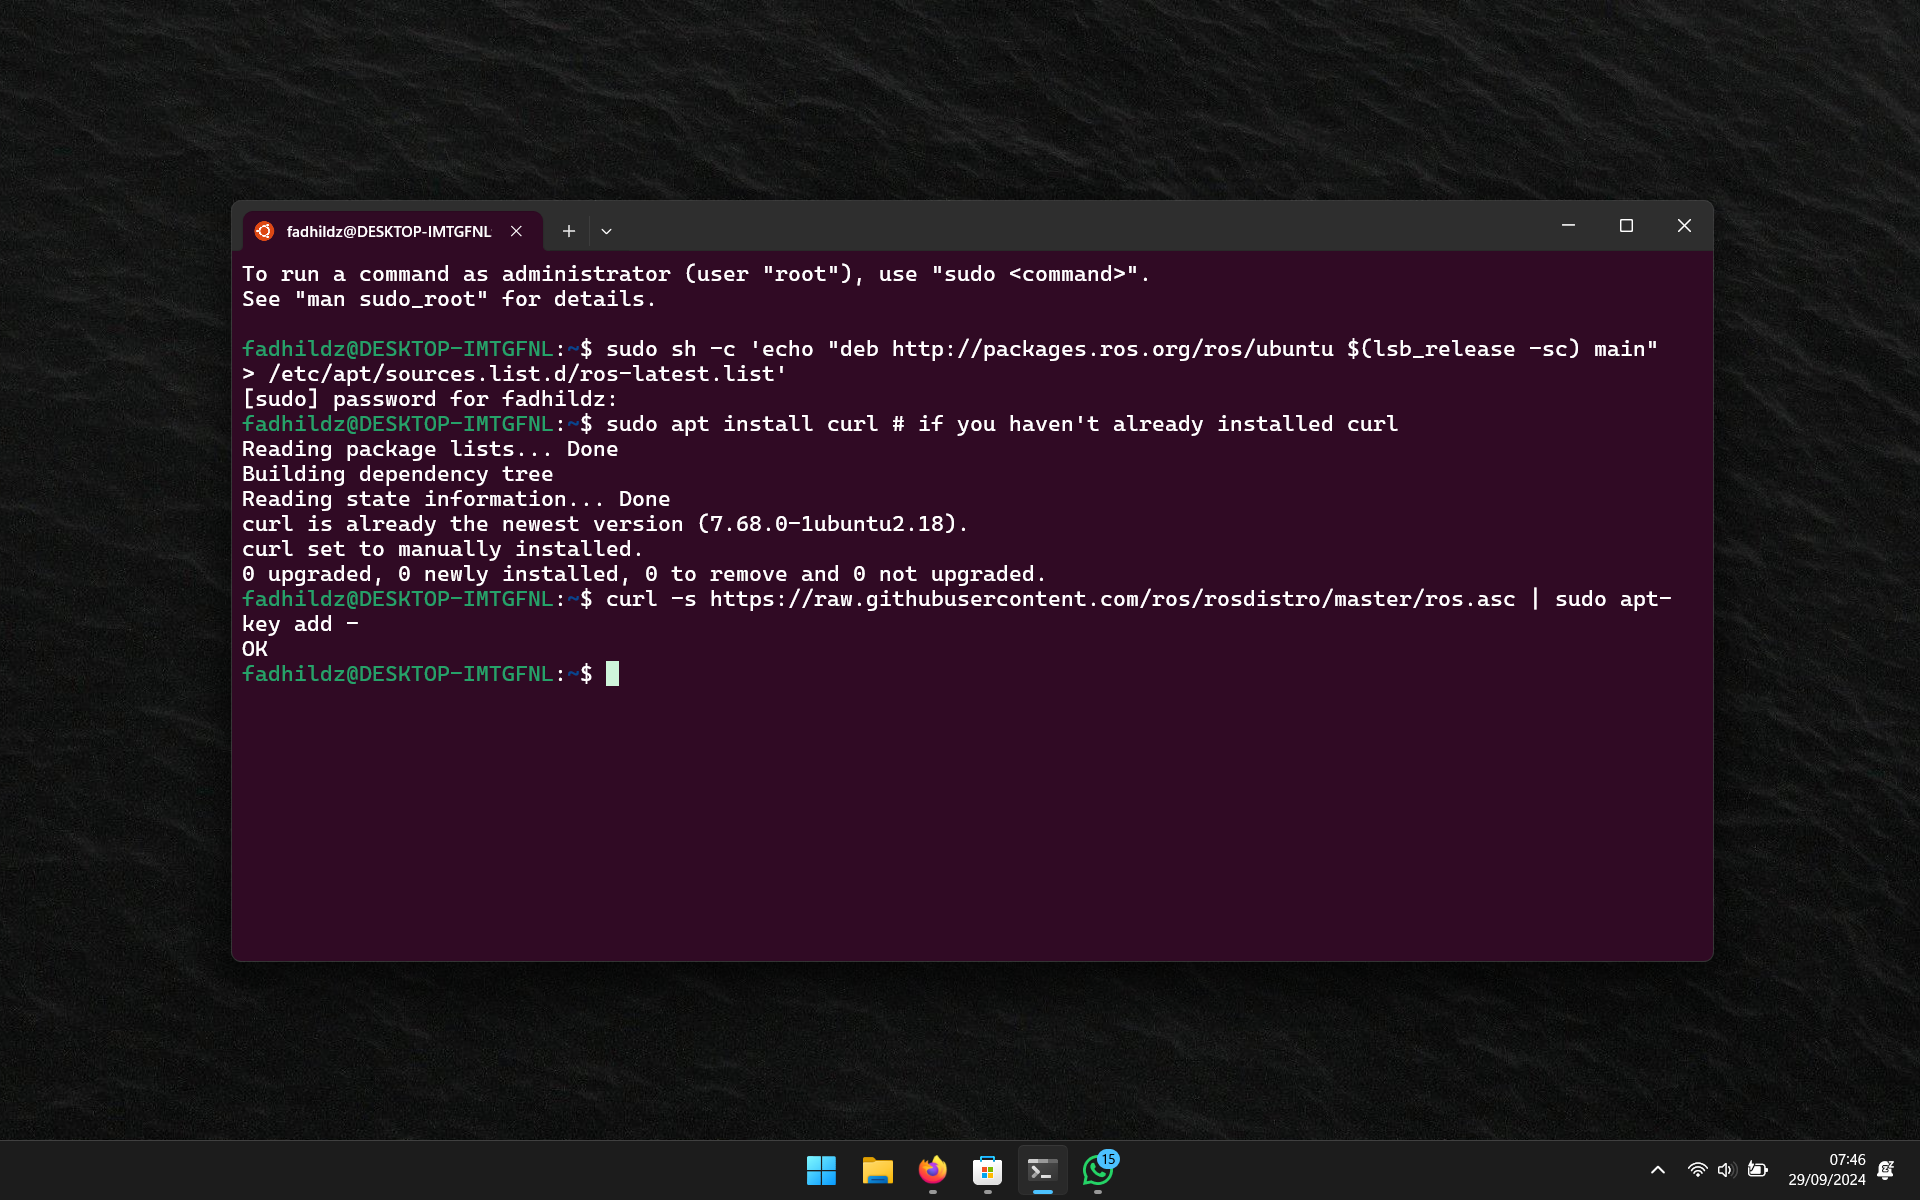 fadhildz@DESKTOP-IMTGFNL
To run a command as administrator (user "root"), use "sudo <command>".
See "man sudo_root" for details.
fadhildz@DESKTOP-IMTGFNL:~$ sudo sh -c 'echo "deb http://packages.ros.org/ros/ubuntu $(lsb_release -sc) main"
> /etc/apt/sources.list.d/ros-latest.list'
[sudo] password for fadhildz:
fadhildz@DESKTOP-IMTGFNL:~$ sudo apt install curl # if you haven't already installed curl
Reading package lists... Done
Building dependency tree
Reading state information... Done
curl is already the newest version (7.68.0-1ubuntu2.18).
curl set to manually installed.
0 upgraded, 0 newly installed, 0 to remove and 0 not upgraded.
fadhildz@DESKTOP-IMTGFNL:~$ curl -s https://raw.githubusercontent.com/ros/rosdistro/master/ros.asc | sudo apt-
key add -
OK
fadhildz@DESKTOP-IMTGFNL:~$
15
07:46
29/09/2024